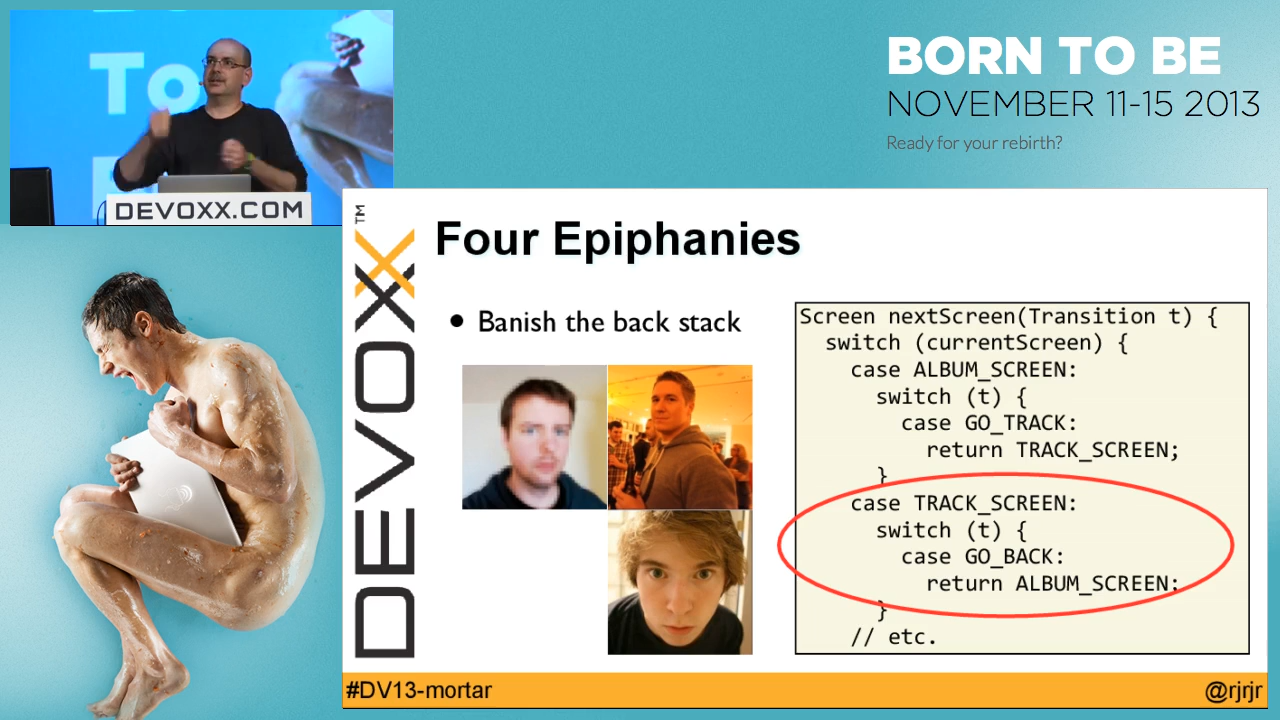 To
DEVOXX.COM
BORN TO BE
NOVEMBER 11-15 2013
Ready for your rebirth?
DEVOXX™
Four Epiphanies
• Banish the back stack
Screen nextScreen(Transition t) {
switch (currentScreen) {
case ALBUM_SCREEN:
switch (t) {
case GO_TRACK:
return TRACK_SCREEN;
}
case TRACK_SCREEN:
switch (t) {
case GO_BACK:
return ALBUM_SCREEN;
}
// etc.
#DV13-mortar
@rjrjr